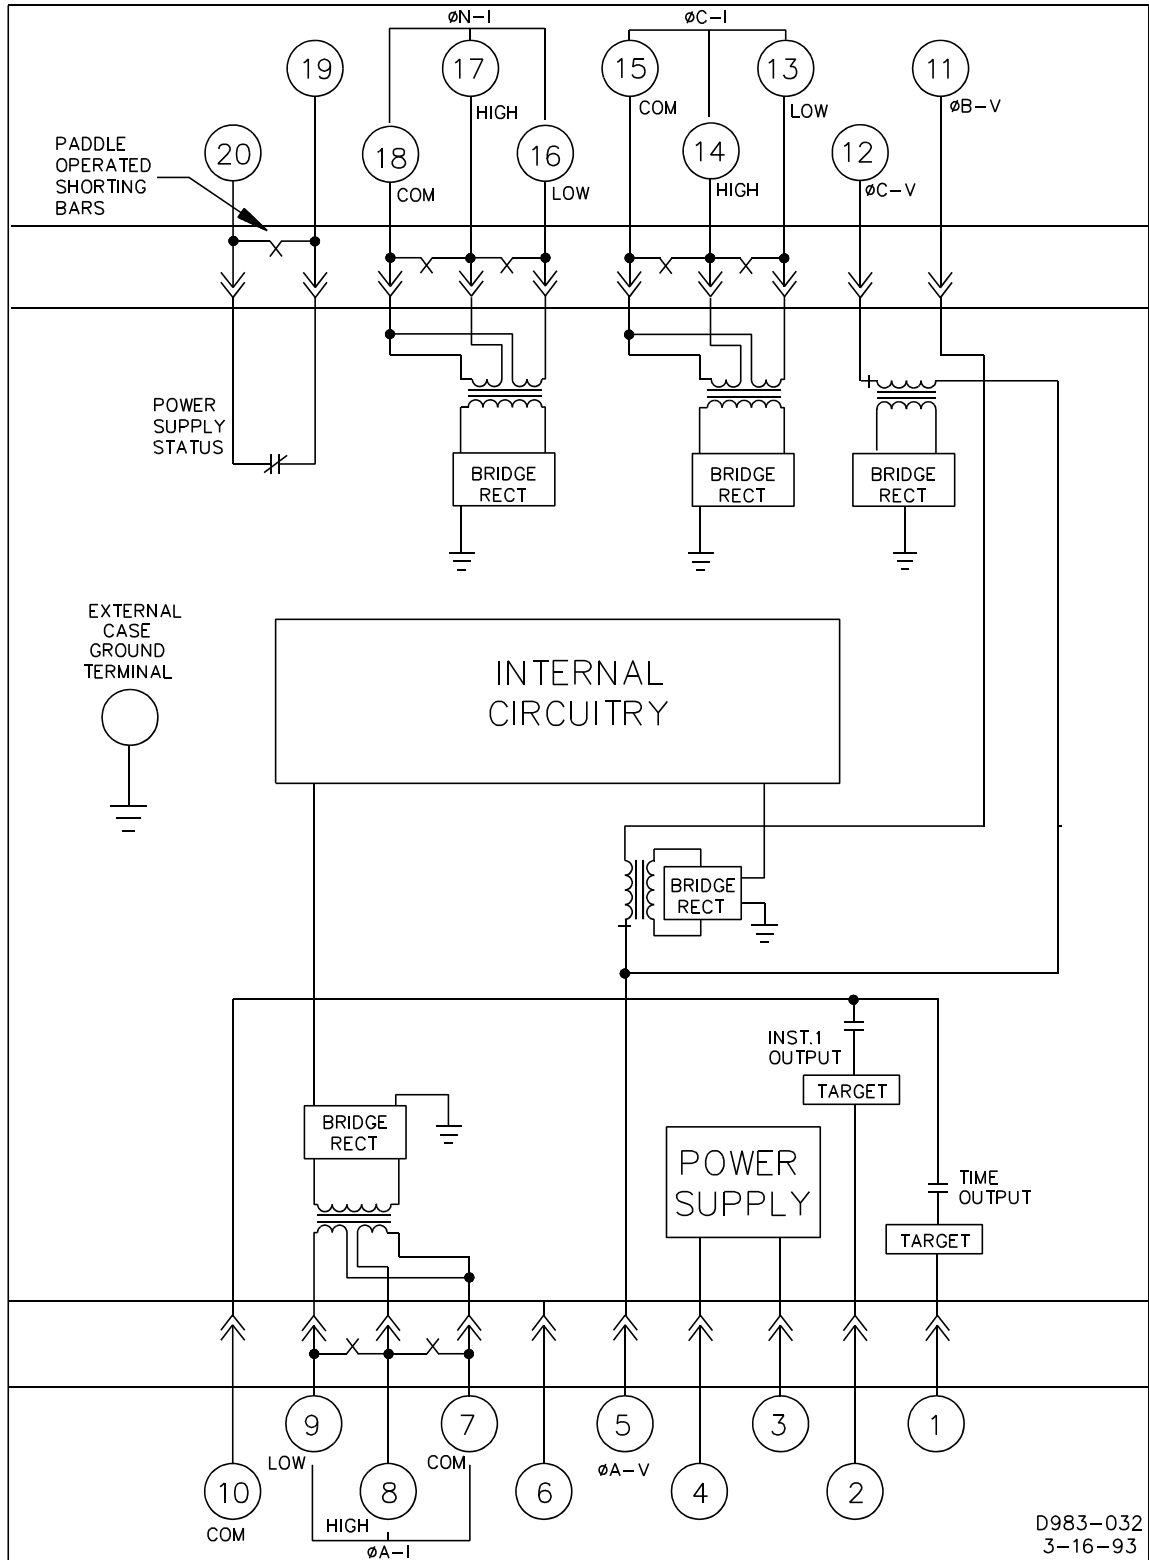 øN-I
øC-I
19
17
15
13
11
HIGH
COM
LOW
øB-V
PADDLE
OPERATED
SHORTING
BARS
20
18
16
14
12
COM
LOW
HIGH
øC-V
POWER
SUPPLY
STATUS
BRIDGE
RECT
BRIDGE
RECT
BRIDGE
RECT
EXTERNAL
CASE
GROUND
TERMINAL
INTERNAL
CIRCUITRY
BRIDGE
RECT
INST.1
OUTPUT
TARGET
BRIDGE
RECT
POWER
SUPPLY
TIME
OUTPUT
TARGET
9
7
5
3
1
LOW
COM
øA-V
10
8
6
4
2
COM
HIGH
øA-I
D983-032
3-16-93